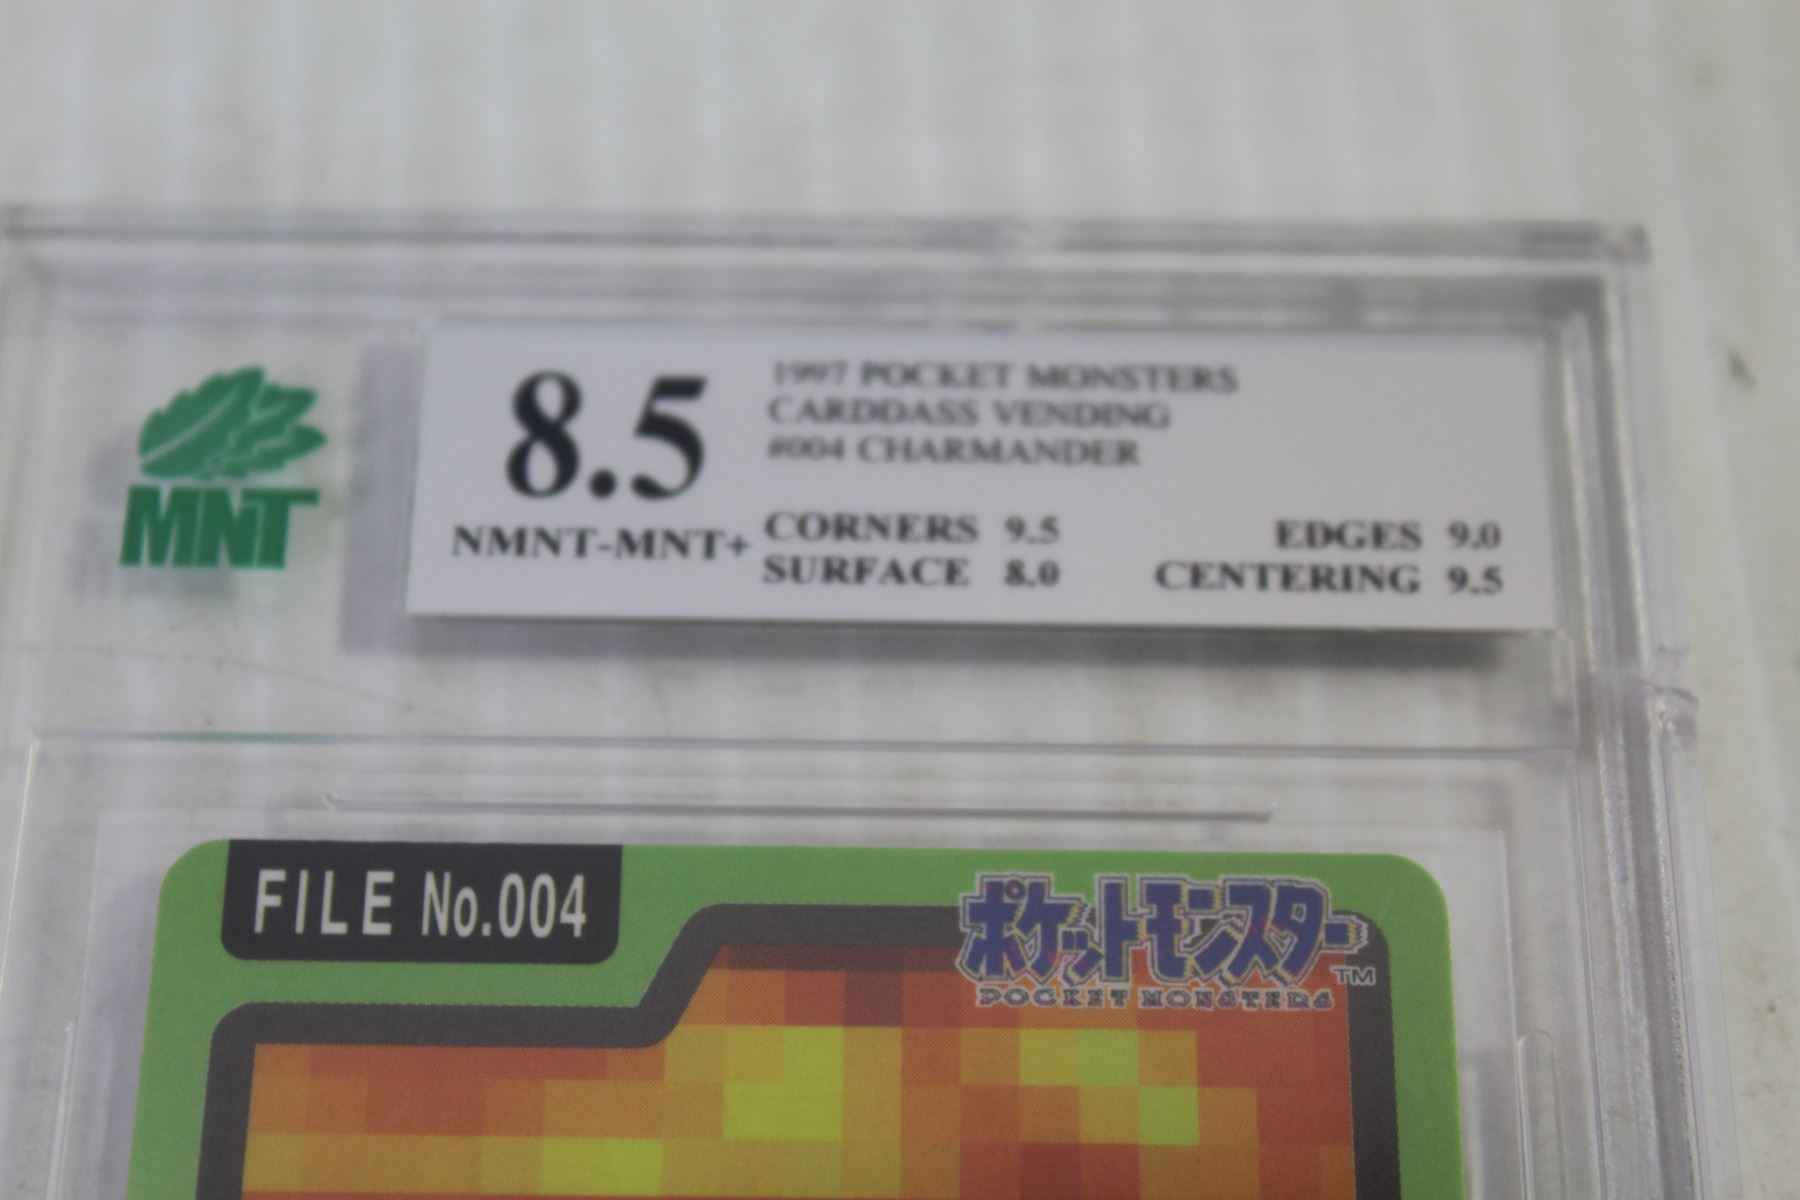 MNT
8.5
NMNT-MNT+
1997 POCKET MONSTERS
CARDDASS VENDING
#004 CHARMANDER
CORNERS 9.5
EDGES 9.0
SURFACE 8.0
CENTERING 9.5
FILE No.004
ポケットモンスター
TM
POCKET MONSTERS